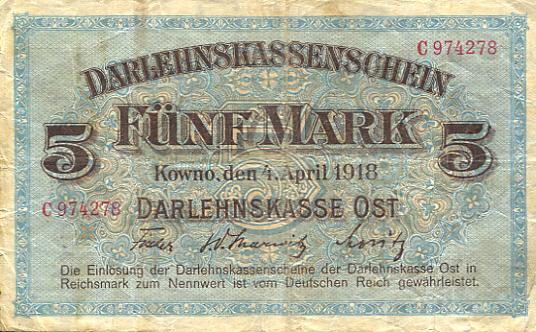 C 974278
DARLEHNSKASSENSCHEIN
5 FÜNF MARK 5
Kowno, den 4. April 1918
C 974278 DARLEHNSKASSE OST
Die Einlösung der Darlehnskassenscheine der Darlehnskasse Ost in
Reichsmark zum Nennwert ist vom Deutschen Reich gewährleistet.